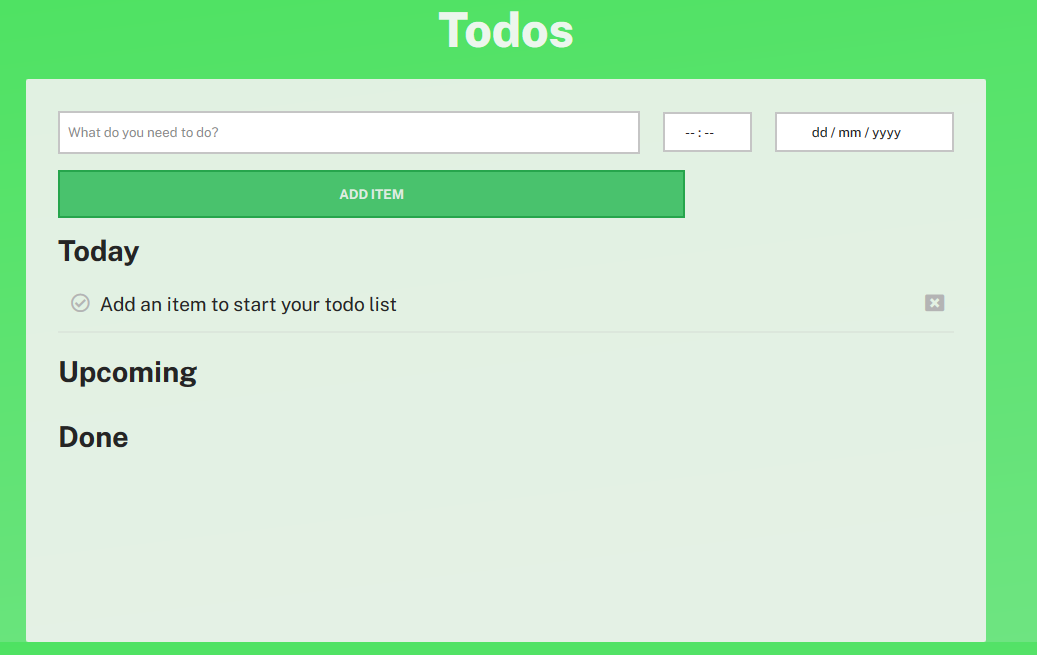 Todos
What do you need to do? -- : -- dd / mm / yyyy
ADD ITEM
Today
Add an item to start your todo list
Upcoming
Done